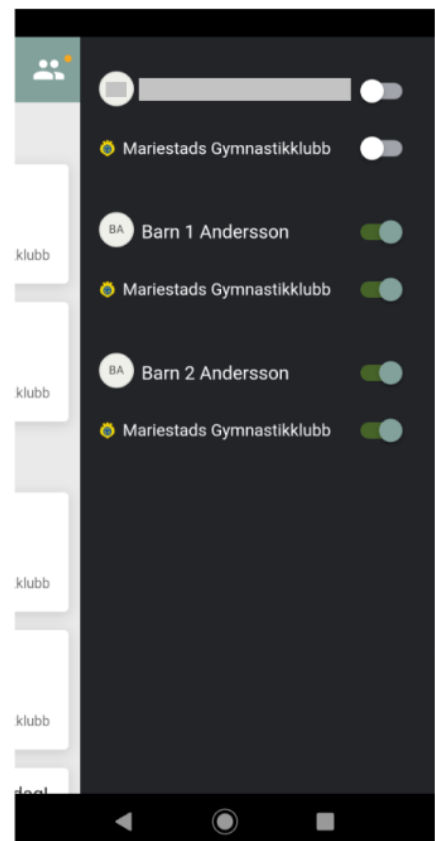 Mariestads Gymnastikklubb
BA Barn 1 Andersson
Mariestads Gymnastikklubb
BA Barn 2 Andersson
Mariestads Gymnastikklubb
klubb
klubb
klubb
klubb